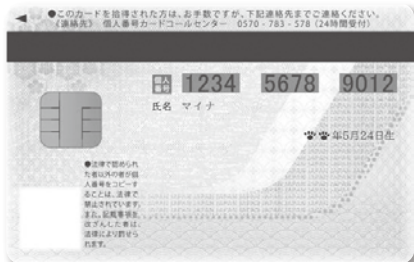 ●このカードを拾得された方は、お手数ですが、下記連絡先までご連絡ください。
《連絡先》 個人番号カードコールセンター 0570-783-578 (24時間受付)
個人番号 1234 5678 9012
氏名 マイナ
年5月24日生
●法律で認められ
た者以外の者が個
人番号をコピーす
ることは、法律で
禁止されています。
また、記載事項を
改ざんした者は、
法律により罰せら
れます。